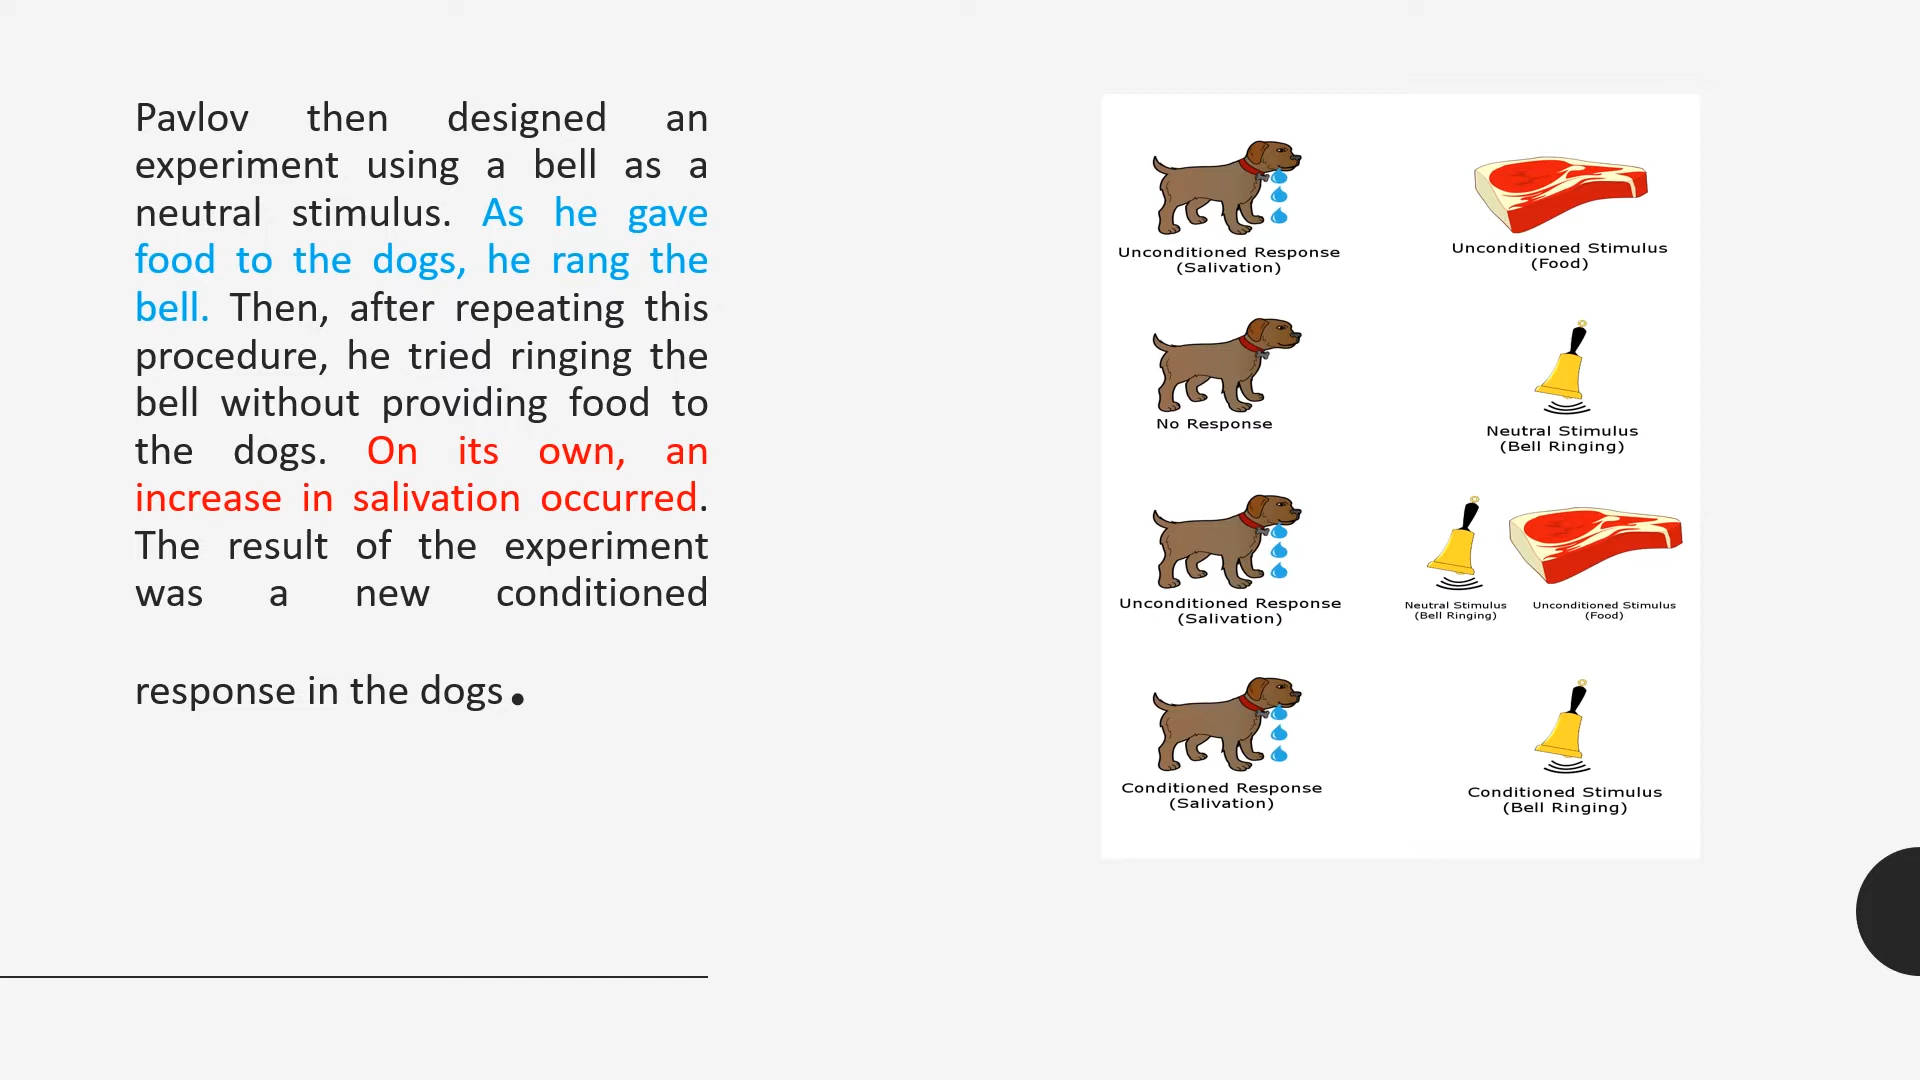 Pavlov then designed an
experiment using a bell as a
neutral stimulus. As he gave
food to the dogs, he rang the
bell. Then, after repeating this
procedure, he tried ringing the
bell without providing food to
the dogs. On its own, an
increase in salivation occurred.
The result of the experiment
was a new conditioned
response in the dogs.
Unconditioned Response
(Salivation)
Unconditioned Stimulus
(Food)
No Response
Neutral Stimulus
(Bell Ringing)
Unconditioned Response
(Salivation)
Neutral Stimulus
(Bell Ringing)
Unconditioned Stimulus
(Food)
Conditioned Response
(Salivation)
Conditioned Stimulus
(Bell Ringing)